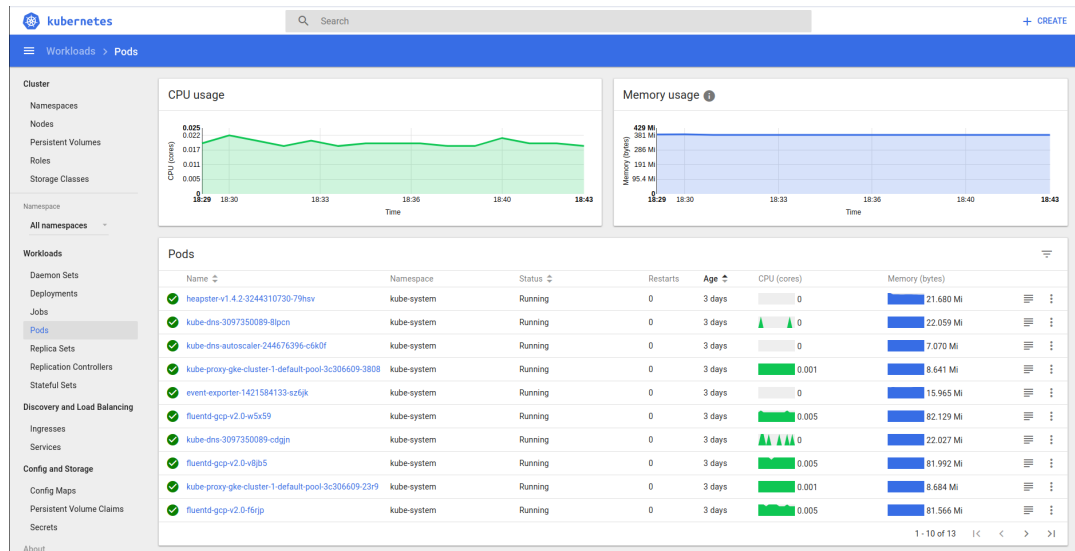 kubernetes
Search
+ CREATE
Workloads > Pods
Cluster
Namespaces
Nodes
Persistent Volumes
Roles
Storage Classes
Namespace
All namespaces
Workloads
Daemon Sets
Deployments
Jobs
Pods
Replica Sets
Replication Controllers
Stateful Sets
Discovery and Load Balancing
Ingresses
Services
Config and Storage
Config Maps
Persistent Volume Claims
Secrets
About
CPU usage
CPU (cores)
0.025
0.022
0.017
0.011
0.005
0
18:29 18:30 18:33 18:36 18:40 18:43
Time
Memory usage
Memory (bytes)
429 Mi
381 Mi
286 Mi
191 Mi
95.4 Mi
0
18:29 18:30 18:33 18:36 18:40 18:43
Time
Pods
Name Namespace Status Restarts Age CPU (cores) Memory (bytes)
heapster-v1.4.2-3244310730-79hsv kube-system Running 0 3 days 0 21.680 Mi
kube-dns-3097350089-8lpcn kube-system Running 0 3 days 0 22.059 Mi
kube-dns-autoscaler-244676396-c6k0f kube-system Running 0 3 days 0 7.070 Mi
kube-proxy-gke-cluster-1-default-pool-3c306609-3808 kube-system Running 0 3 days 0.001 8.641 Mi
event-exporter-1421584133-sz6jk kube-system Running 0 3 days 0 15.965 Mi
fluentd-gcp-v2.0-w5x59 kube-system Running 0 3 days 0.005 82.129 Mi
kube-dns-3097350089-cdgjn kube-system Running 0 3 days 0 22.027 Mi
fluentd-gcp-v2.0-v8jb5 kube-system Running 0 3 days 0.005 81.992 Mi
kube-proxy-gke-cluster-1-default-pool-3c306609-23r9 kube-system Running 0 3 days 0.001 8.684 Mi
fluentd-gcp-v2.0-f6rjp kube-system Running 0 3 days 0.005 81.566 Mi
1 - 10 of 13